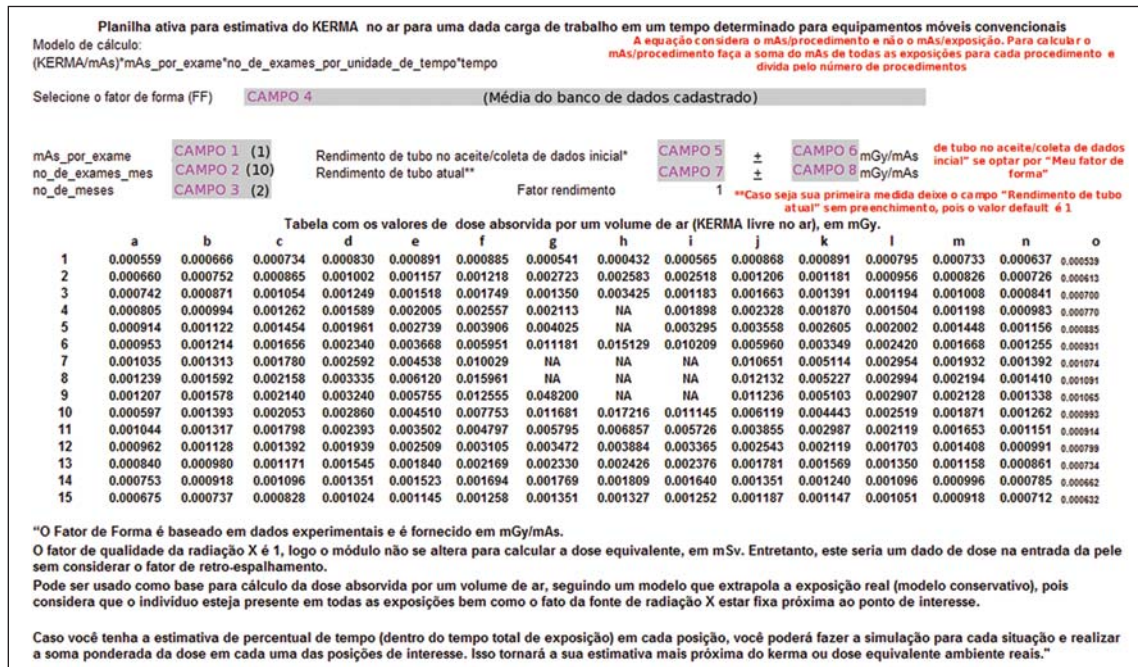 Planilha ativa para estimativa do KERMA no ar para uma dada carga de trabalho em um tempo determinado para equipamentos móveis convencionais
Modelo de cálculo:
(KERMA/mAs)*mAs_por_exame*no_de_exames_por_unidade_de_tempo*tempo
A equação considera o mAs/procedimento e não o mAs/exposição. Para calcular o
mAs/procedimento faça a soma do mAs de todas as exposições para cada procedimento e
divida pelo número de procedimentos
Selecione o fator de forma (FF) CAMPO 4 (Média do banco de dados cadastrado)
mAs_por_exame CAMPO 1 (1) Rendimento de tubo no aceite/coleta de dados inicial* CAMPO 5 ± CAMPO 6 mGy/mAs
no_de_exames_mes CAMPO 2 (10) Rendimento de tubo atual** CAMPO 7 ± CAMPO 8 mGy/mAs
no_de_meses CAMPO 3 (2) Fator rendimento 1
de tubo no aceite/coleta de dados
incial" se optar por "Meu fator de
forma"
**Caso seja sua primeira medida deixe o campo "Rendimento de tubo
atual" sem preenchimento, pois o valor default é 1
Tabela com os valores de dose absorvida por um volume de ar (KERMA livre no ar), em mGy.
a b c d e f g h i j k l m n o
1 0.000559 0.000666 0.000734 0.000830 0.000891 0.000885 0.000541 0.000432 0.000565 0.000868 0.000891 0.000795 0.000733 0.000637 0.000539
2 0.000660 0.000752 0.000865 0.001002 0.001157 0.001218 0.002723 0.002583 0.002518 0.001206 0.001181 0.000956 0.000826 0.000726 0.000613
3 0.000742 0.000871 0.001054 0.001249 0.001518 0.001749 0.001350 0.003425 0.001183 0.001663 0.001391 0.001194 0.001008 0.000841 0.000700
4 0.000805 0.000994 0.001262 0.001589 0.002005 0.002557 0.002113 NA 0.001898 0.002328 0.001870 0.001504 0.001198 0.000983 0.000770
5 0.000914 0.001122 0.001454 0.001961 0.002739 0.003906 0.004025 NA 0.003295 0.003558 0.002605 0.002002 0.001448 0.001156 0.000885
6 0.000953 0.001214 0.001656 0.002340 0.003668 0.005951 0.011181 0.015129 0.010209 0.005960 0.003349 0.002420 0.001668 0.001255 0.000931
7 0.001035 0.001313 0.001780 0.002592 0.004538 0.010029 NA NA NA 0.010651 0.005114 0.002954 0.001932 0.001392 0.001074
8 0.001239 0.001592 0.002158 0.003335 0.006120 0.015961 NA NA NA 0.012132 0.005227 0.002994 0.002194 0.001410 0.001091
9 0.001207 0.001578 0.002140 0.003240 0.005755 0.012555 0.048200 NA NA 0.011236 0.005103 0.002907 0.002128 0.001338 0.001065
10 0.000597 0.001393 0.002053 0.002860 0.004510 0.007753 0.011681 0.017216 0.011145 0.006119 0.004443 0.002519 0.001871 0.001262 0.000993
11 0.001044 0.001317 0.001798 0.002393 0.003502 0.004797 0.005795 0.006857 0.005726 0.003855 0.002987 0.002119 0.001653 0.001151 0.000914
12 0.000962 0.001128 0.001392 0.001939 0.002509 0.003105 0.003472 0.003884 0.003365 0.002543 0.002119 0.001703 0.001408 0.000991 0.000799
13 0.000840 0.000980 0.001171 0.001545 0.001840 0.002169 0.002330 0.002426 0.002376 0.001781 0.001569 0.001350 0.001158 0.000861 0.000734
14 0.000753 0.000918 0.001096 0.001351 0.001523 0.001694 0.001769 0.001809 0.001640 0.001351 0.001240 0.001096 0.000996 0.000785 0.000662
15 0.000675 0.000737 0.000828 0.001024 0.001145 0.001258 0.001351 0.001327 0.001252 0.001187 0.001147 0.001051 0.000918 0.000712 0.000632
"O Fator de Forma é baseado em dados experimentais e é fornecido em mGy/mAs.
O fator de qualidade da radiação X é 1, logo o módulo não se altera para calcular a dose equivalente, em mSv. Entretanto, este seria um dado de dose na entrada da pele
sem considerar o fator de retro-espalhamento.
Pode ser usado como base para cálculo da dose absorvida por um volume de ar, seguindo um modelo que extrapola a exposição real (modelo conservativo), pois
considera que o individuo esteja presente em todas as exposições bem como o fato da fonte de radiação X estar fixa próxima ao ponto de interesse.
Caso você tenha a estimativa de percentual de tempo (dentro do tempo total de exposição) em cada posição, você poderá fazer a simulação para cada situação e realizar
a soma ponderada da dose em cada uma das posições de interesse. Isso tornará a sua estimativa mais próxima do kerma ou dose equivalente ambiente reais."